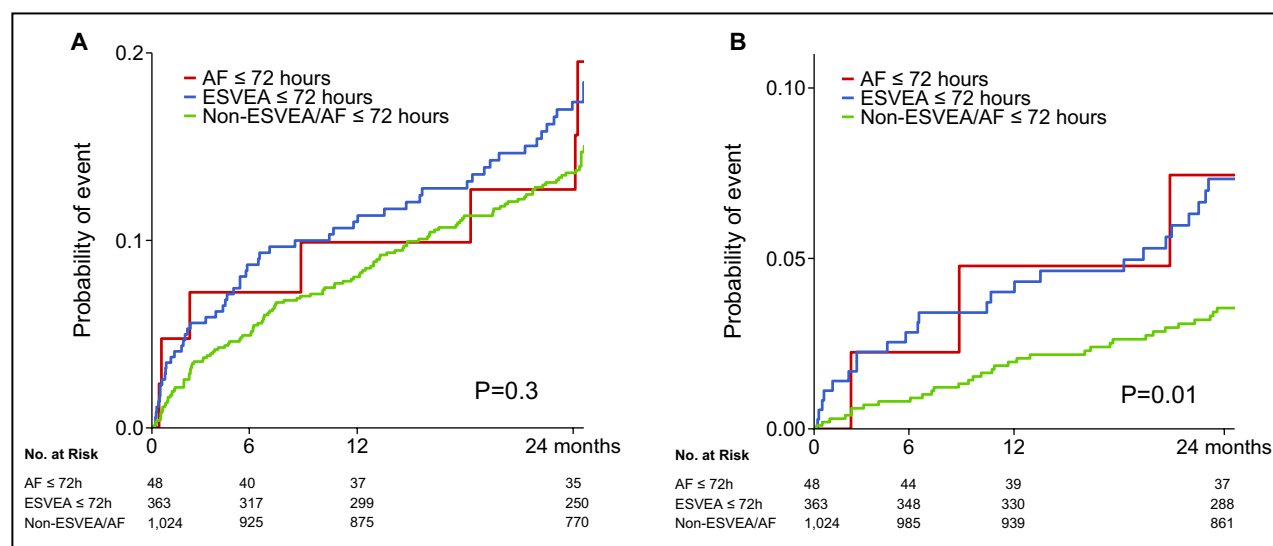 A
0.2
AF ≤ 72 hours
ESVEA ≤ 72 hours
Non-ESVEA/AF ≤ 72 hours
Probability of event
0.1
P=0.3
0.0
0 6 12 24 months
No. at Risk
AF ≤ 72h 48 40 37 35
ESVEA ≤ 72h 363 317 299 250
Non-ESVEA/AF 1,024 925 875 770
B
0.10
AF ≤ 72 hours
ESVEA ≤ 72 hours
Non-ESVEA/AF ≤ 72 hours
Probability of event
0.05
P=0.01
0.00
0 6 12 24 months
No. at Risk
AF ≤ 72h 48 44 39 37
ESVEA ≤ 72h 363 348 330 288
Non-ESVEA/AF 1,024 985 939 861